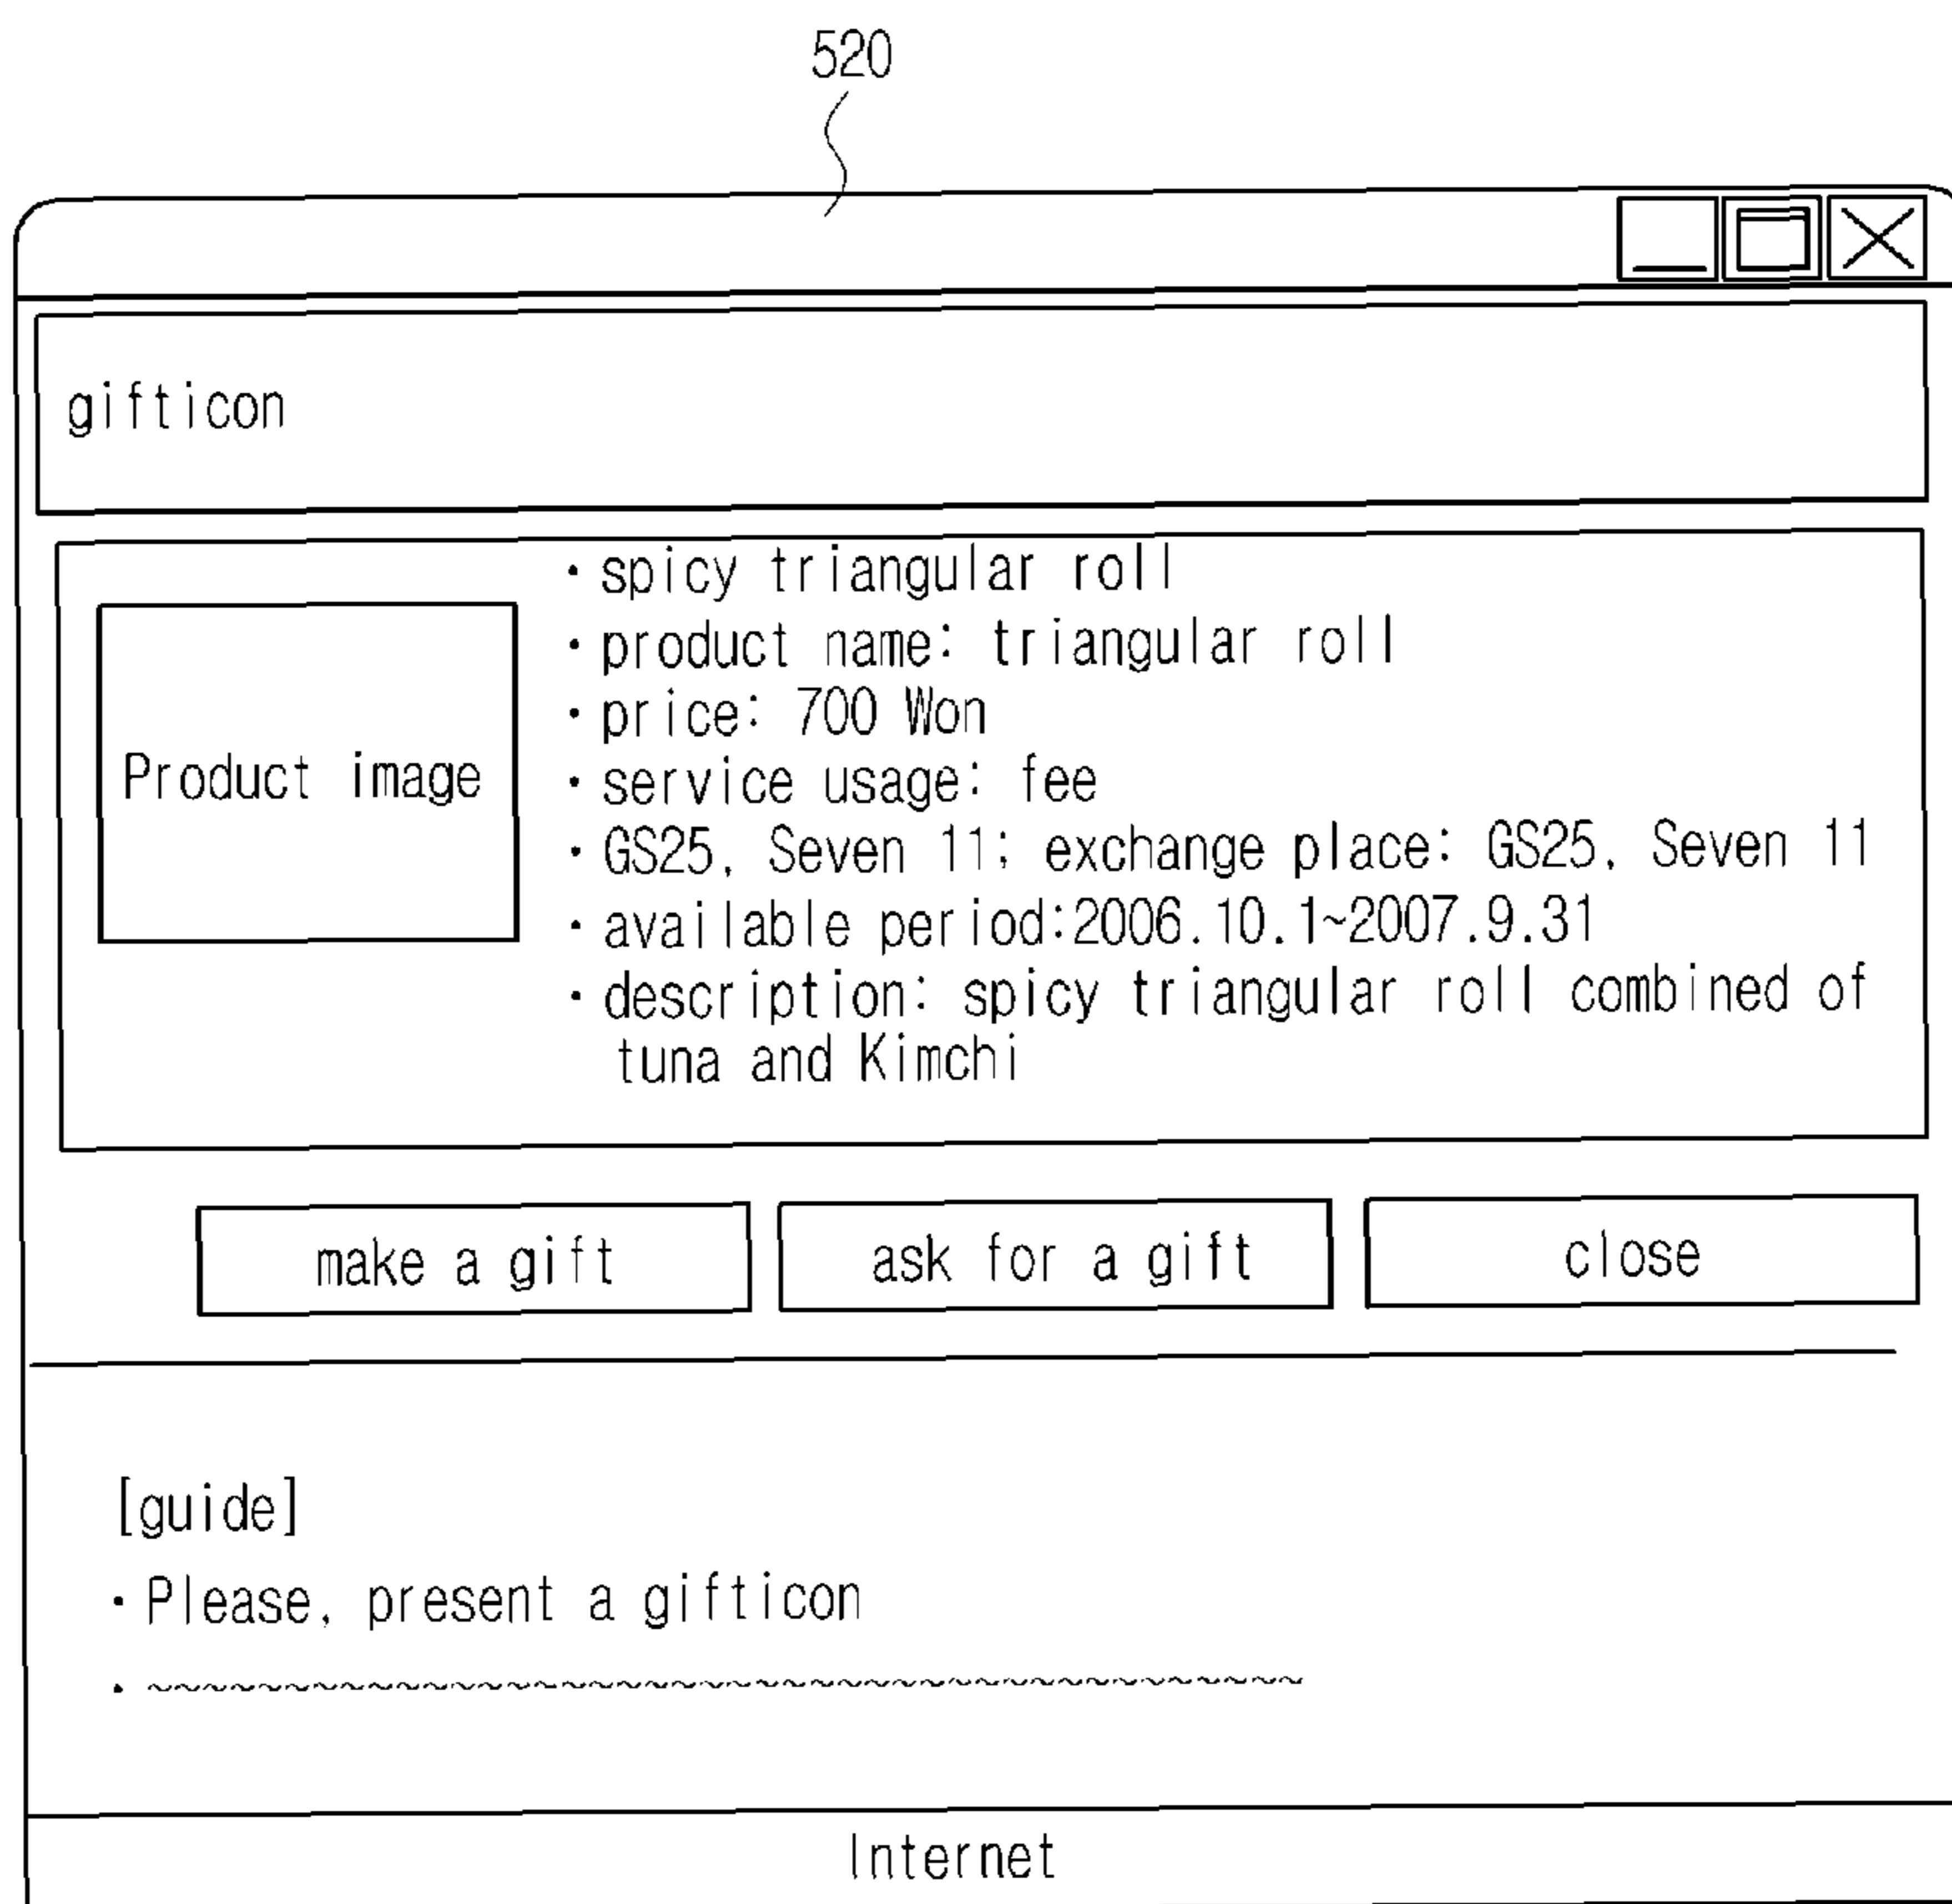 520
gifticon
Product image
· spicy triangular roll
· product name: triangular roll
· price: 700 Won
· service usage: fee
· GS25, Seven 11; exchange place: GS25, Seven 11
· available period:2006.10.1~2007.9.31
· description: spicy triangular roll combined of
tuna and Kimchi
make a gift
ask for a gift
close
[guide]
· Please, present a gifticon
Internet